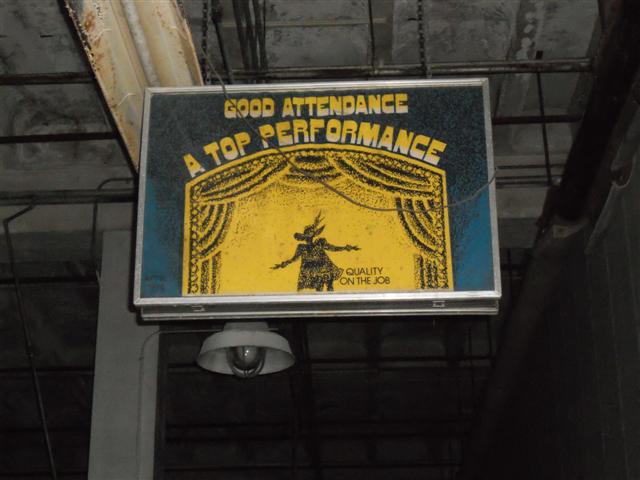 GOOD ATTENDANCE
A TOP PERFORMANCE
QUALITY
ON THE JOB